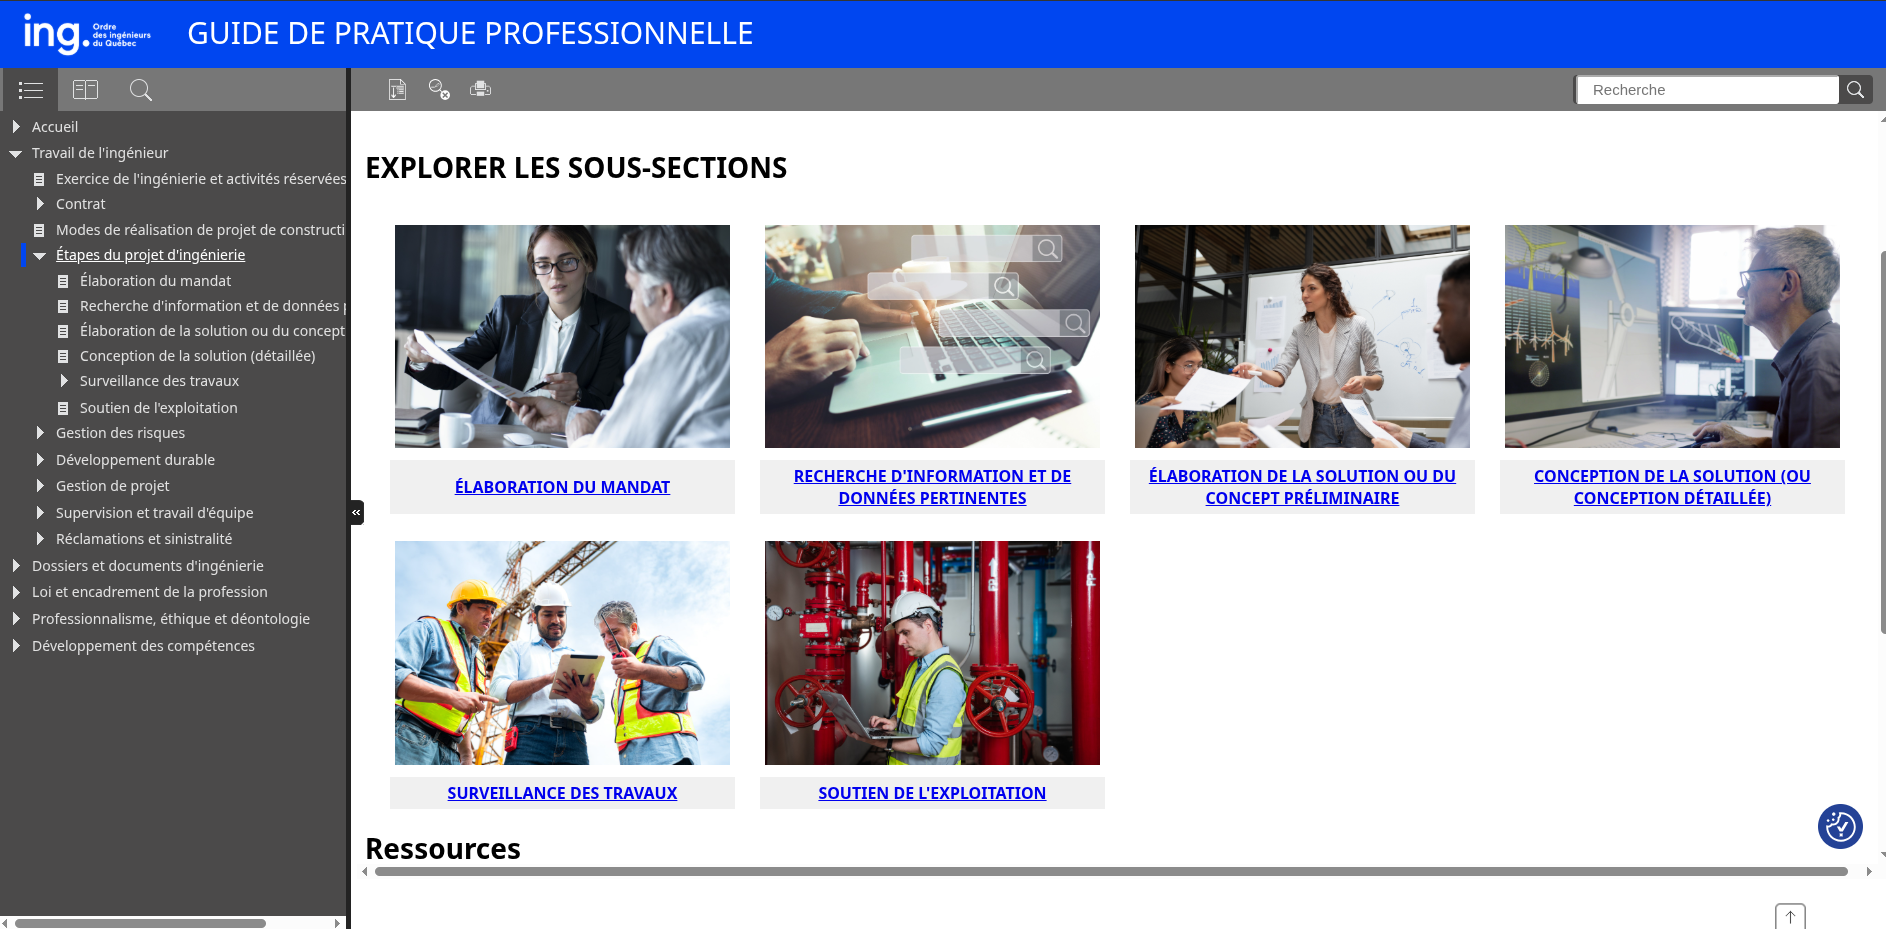 ing.
Ordre
des ingénieurs
du Québec
GUIDE DE PRATIQUE PROFESSIONNELLE
Recherche
Accueil
Travail de l'ingénieur
Exercice de l'ingénierie et activités réservées
Contrat
Modes de réalisation de projet de constructi
Étapes du projet d'ingénierie
Élaboration du mandat
Recherche d'information et de données p
Élaboration de la solution ou du concept
Conception de la solution (détaillée)
Surveillance des travaux
Soutien de l'exploitation
Gestion des risques
Développement durable
Gestion de projet
Supervision et travail d'équipe
Réclamations et sinistralité
Dossiers et documents d'ingénierie
Loi et encadrement de la profession
Professionnalisme, éthique et déontologie
Développement des compétences
EXPLORER LES SOUS-SECTIONS
ÉLABORATION DU MANDAT
RECHERCHE D'INFORMATION ET DE
DONNÉES PERTINENTES
ÉLABORATION DE LA SOLUTION OU DU
CONCEPT PRÉLIMINAIRE
CONCEPTION DE LA SOLUTION (OU
CONCEPTION DÉTAILLÉE)
FP
FP
FP
SURVEILLANCE DES TRAVAUX
SOUTIEN DE L'EXPLOITATION
Ressources